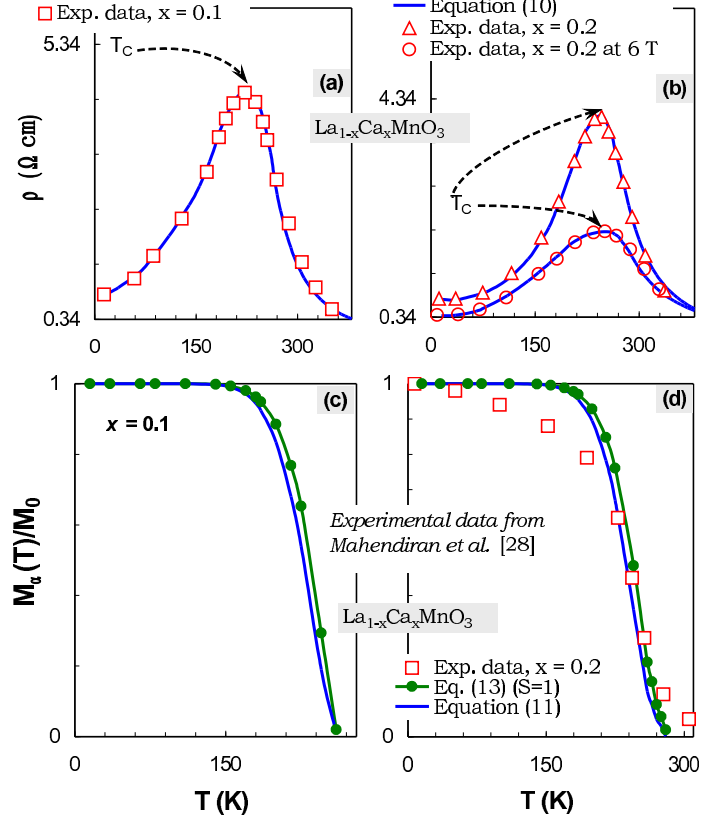 Exp. data, x = 0.1
Equation (10)
Exp. data, x = 0.2
Exp. data, x = 0.2 at 6 T
5.34
T_C
(a)
4.34
(b)
La_{1-x}Ca_xMnO_3
ρ (Ω cm)
T_C
0.34
0.34
0 300
0 150 300
1
(c)
x = 0.1
1
(d)
M_α(T)/M_0
Experimental data from
Mahendiran et al. [28]
La_{1-x}Ca_xMnO_3
Exp. data, x = 0.2
Eq. (13) (S=1)
Equation (11)
0
0
150
0 150 300
T (K)
T (K)